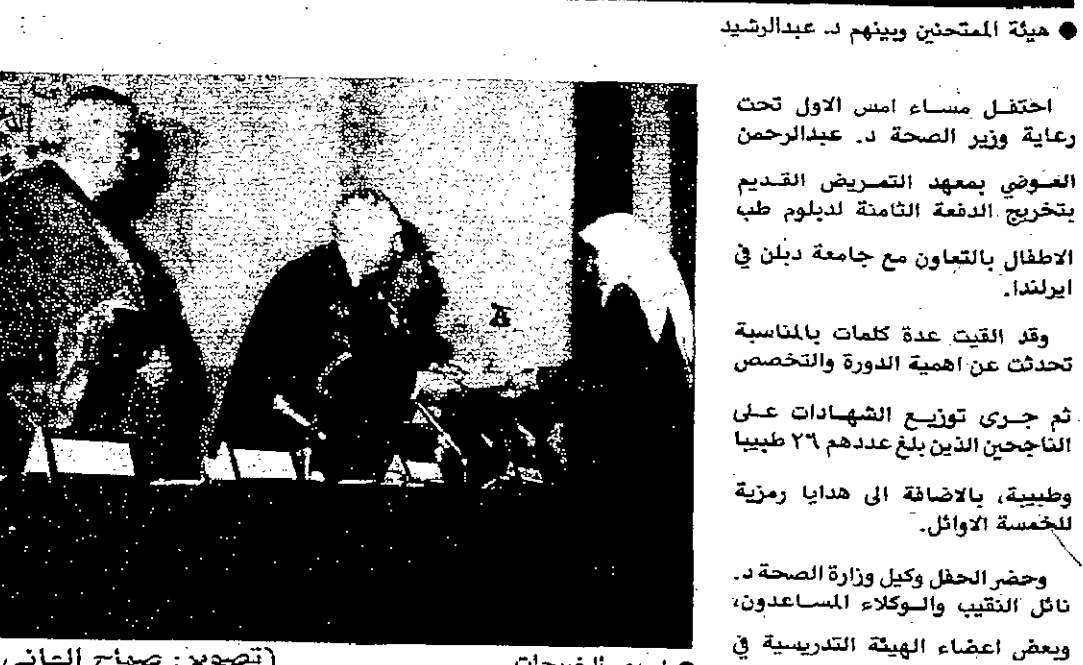 ● هيئة الممتحنين وبينهم د. عبدالرشيد
احتفل مساء امس الاول تحت
رعاية وزير الصحة د. عبدالرحمن
العوضي بمعهد التمريض القديم
بتخريج الدفعة الثامنة لدبلوم طب
الاطفال بالتعاون مع جامعة دبلن في
ايرلندا.
وقد القيت عدة كلمات بالمناسبة
تحدثت عن اهمية الدورة والتخصص
ثم جرى توزيع الشهادات على
الناجحين الذين بلغ عددهم ٢٦ طبيبا
وطبيبة، بالاضافة الى هدايا رمزية
للخمسة الاوائل.
وحضر الحفل وكيل وزارة الصحة د.
نائل النقيب والوكلاء المساعدون،
وبعض اعضاء الهيئة التدريسية في
(تصوير: صباح